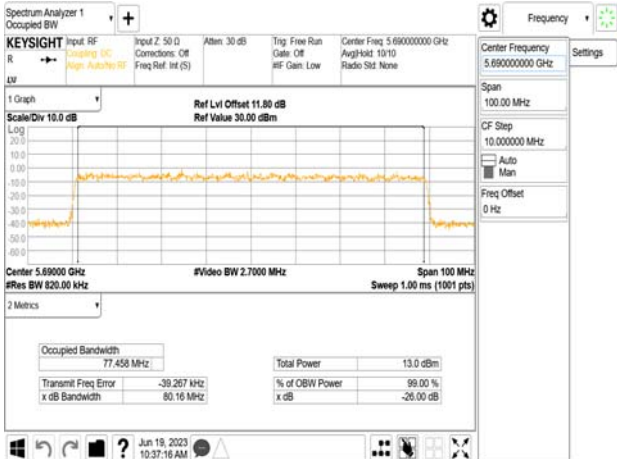 Spectrum Analyzer 1
Occupied BW
+
Frequency
KEYSIGHT
R
LU
Input: RF
Coupling: DC
Align: Auto/No RF
Input Z: 50 Ω
Corrections: Off
Freq Ref: Int (S)
Atten: 30 dB
Trig: Free Run
Gate: Off
#IF Gain: Low
Center Freq: 5.690000000 GHz
Avg|Hold: 10/10
Radio Std: None
Center Frequency
5.690000000 GHz
Settings
Span
100.00 MHz
CF Step
10.000000 MHz
Auto
Man
Freq Offset
0 Hz
1 Graph
Scale/Div 10.0 dB
Ref Lvl Offset 11.80 dB
Ref Value 30.00 dBm
Log
20.0
10.0
0.00
-10.0
-20.0
-30.0
-40.0
-50.0
-60.0
Center 5.69000 GHz
#Video BW 2.7000 MHz
Span 100 MHz
#Res BW 820.00 kHz
Sweep 1.00 ms (1001 pts)
2 Metrics
Occupied Bandwidth
77.458 MHz
Total Power 13.0 dBm
Transmit Freq Error -39.267 kHz
% of OBW Power 99.00 %
x dB Bandwidth 80.16 MHz
x dB -26.00 dB
?
Jun 19, 2023
10:37:16 AM